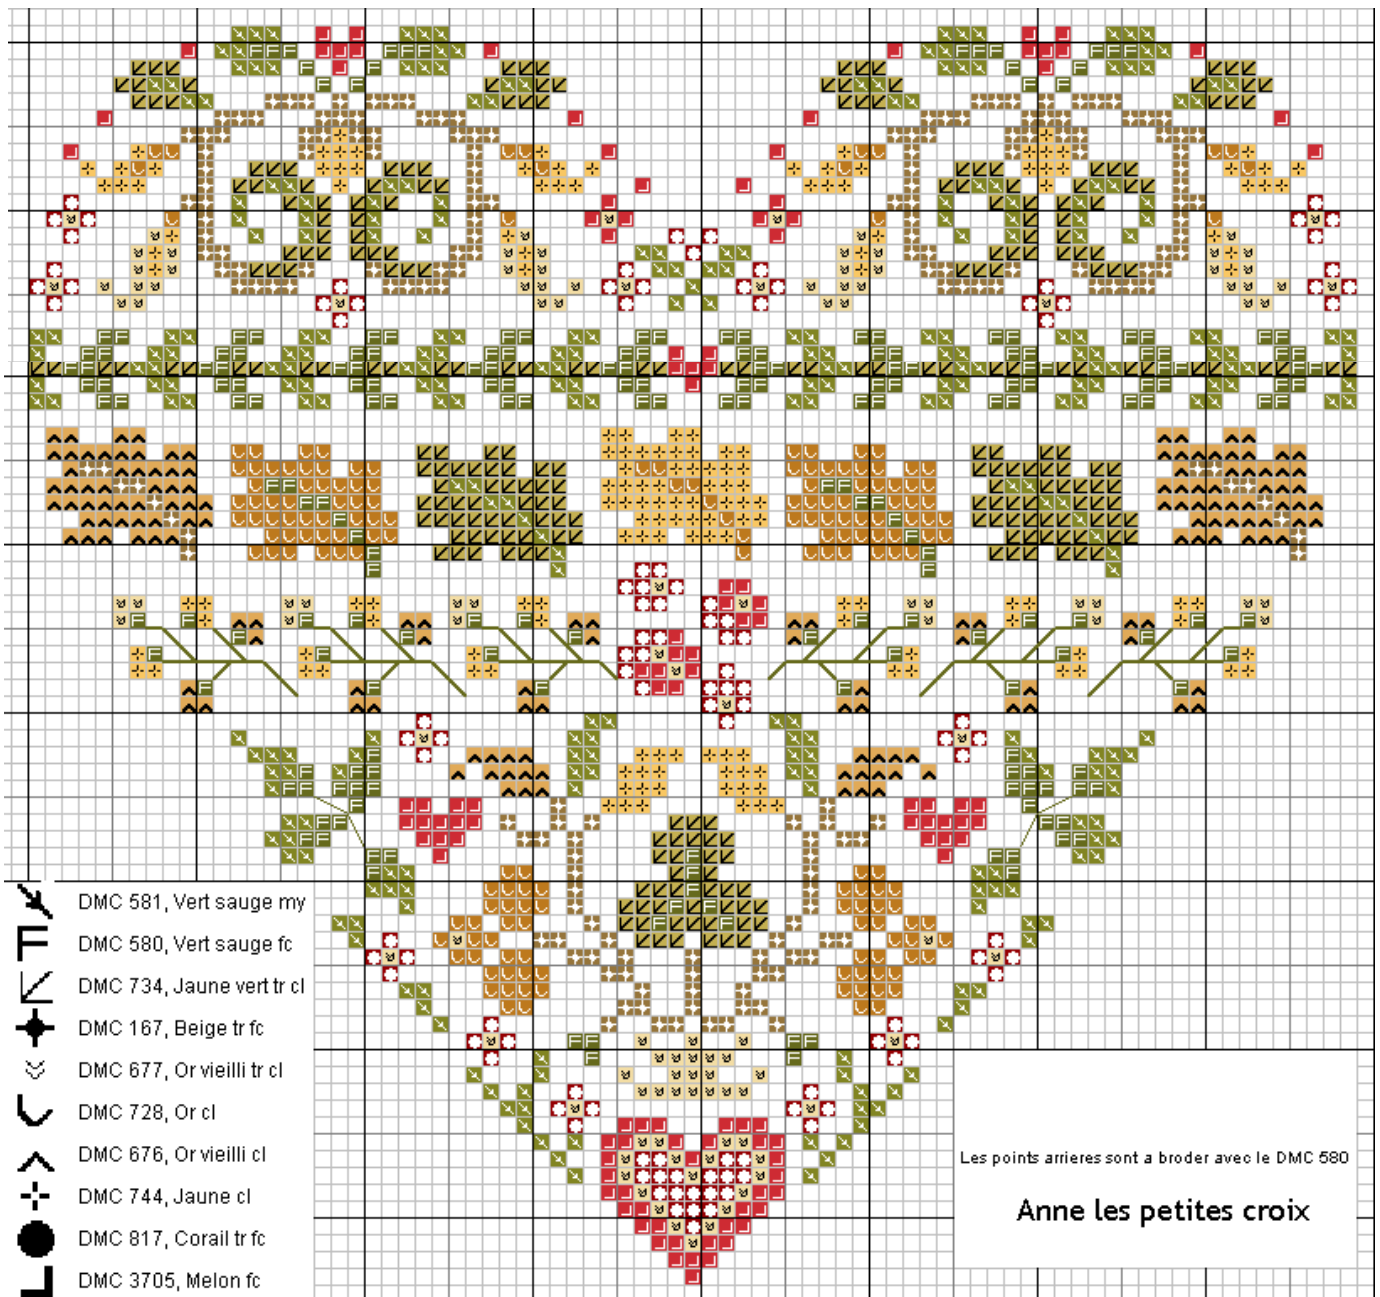 DMC 581, Vert sauge my
DMC 580, Vert sauge fc
DMC 734, Jaune vert tr cl
DMC 167, Beige tr fc
DMC 677, Or vieilli tr cl
DMC 728, Or cl
DMC 676, Or vieilli cl
DMC 744, Jaune cl
DMC 817, Corail tr fc
DMC 3705, Melon fc
Les points arrieres sont a broder avec le DMC 580
Anne les petites croix